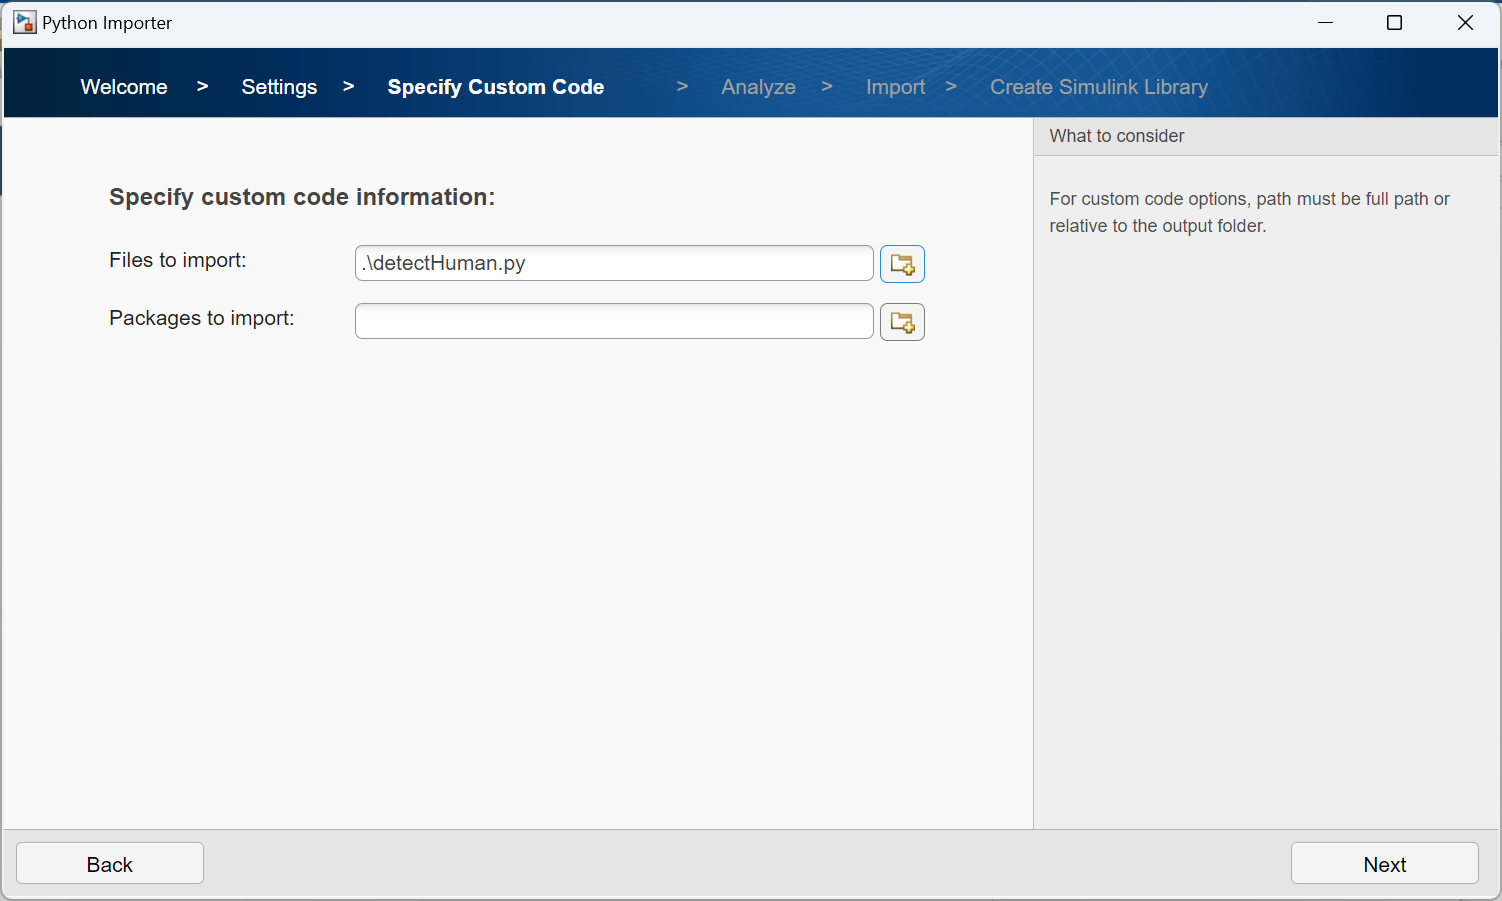 Python Importer
Welcome > Settings > Specify Custom Code > Analyze > Import > Create Simulink Library
What to consider
For custom code options, path must be full path or
relative to the output folder.
Specify custom code information:
Files to import: .\detectHuman.py
Packages to import:
Back
Next